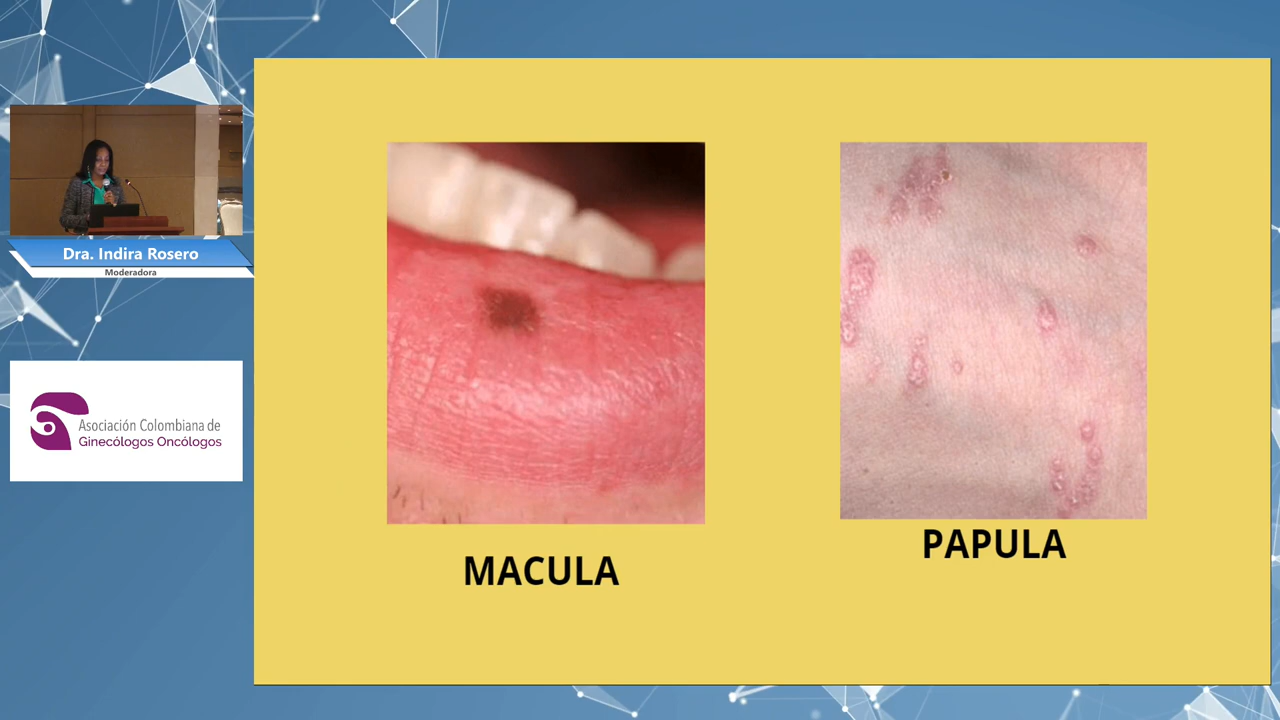 Dra. Indira Rosero
Moderadora
Asociación Colombiana de
Ginecólogos Oncólogos
MACULA
PAPULA